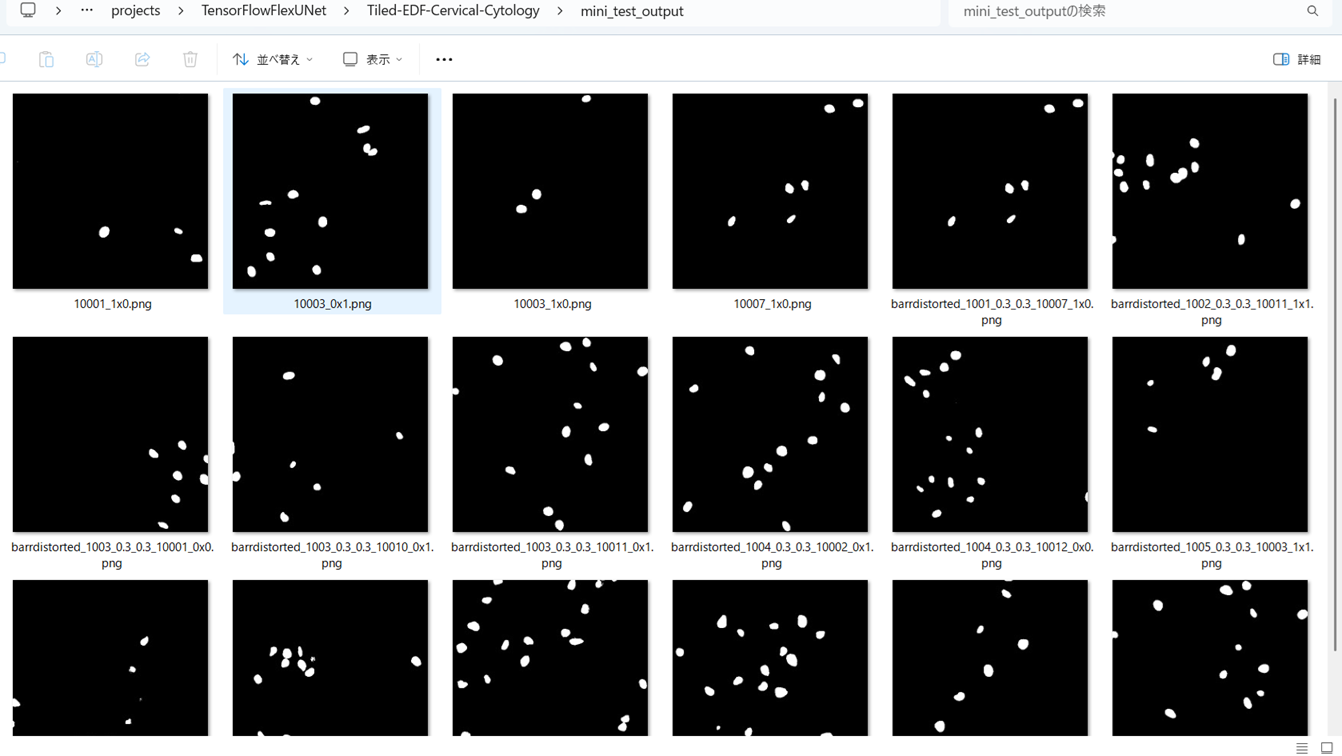 … projects TensorFlowFlexUNet Tiled-EDF-Cervical-Cytology mini_test_output mini_test_outputの検索
並べ替え 表示 … 詳細
10001_1x0.png 10003_0x1.png 10003_1x0.png 10007_1x0.png barrdistorted_1001_0.3_0.3_10007_1x0. barrdistorted_1002_0.3_0.3_10011_1x1.
png png
barrdistorted_1003_0.3_0.3_10001_0x0. barrdistorted_1003_0.3_0.3_10010_0x1. barrdistorted_1003_0.3_0.3_10011_0x1. barrdistorted_1004_0.3_0.3_10002_0x1. barrdistorted_1004_0.3_0.3_10012_0x0. barrdistorted_1005_0.3_0.3_10003_1x1.
png png png png png png